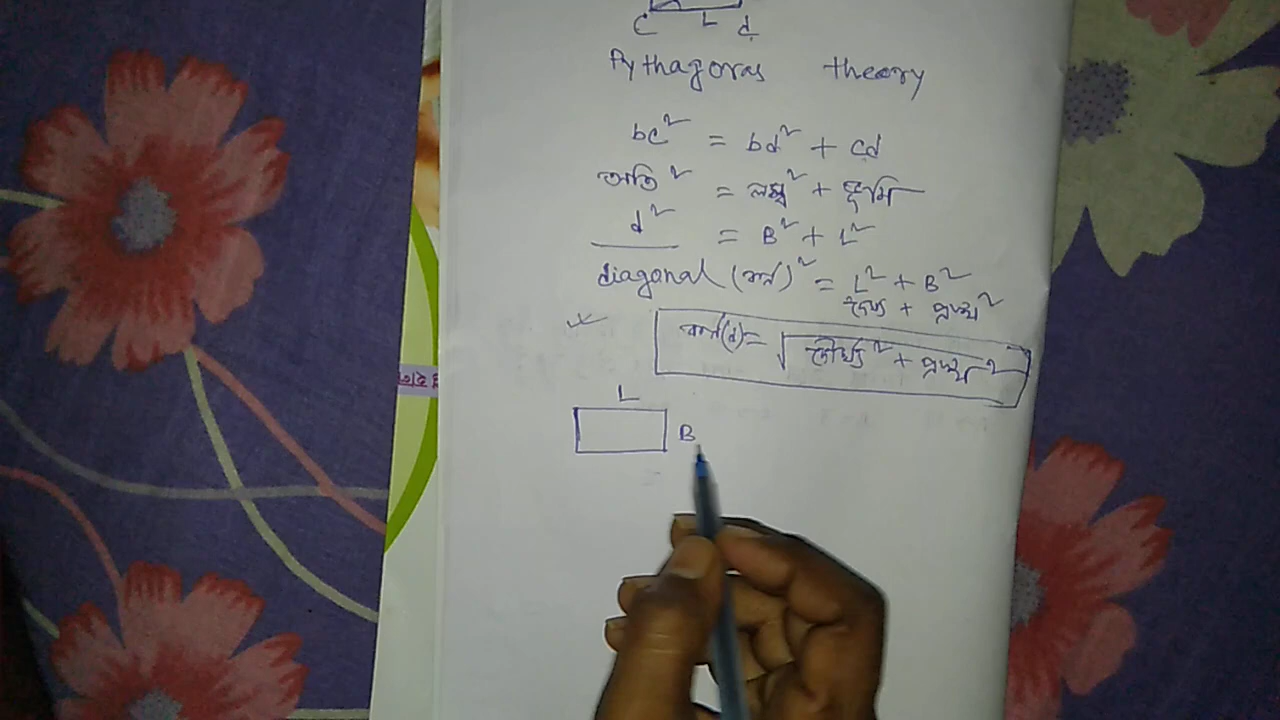 C L d
Pythagoras theory
bc² = bd² + cd
অতি ² = লম্ব² + ভূমি
d² = B² + L²
diagonal (কর্ণ)² = L² + B²
দৈর্ঘ্য + প্রস্থ²
কর্ণ(d) = √দৈর্ঘ্য² + প্রস্থ²
L
B